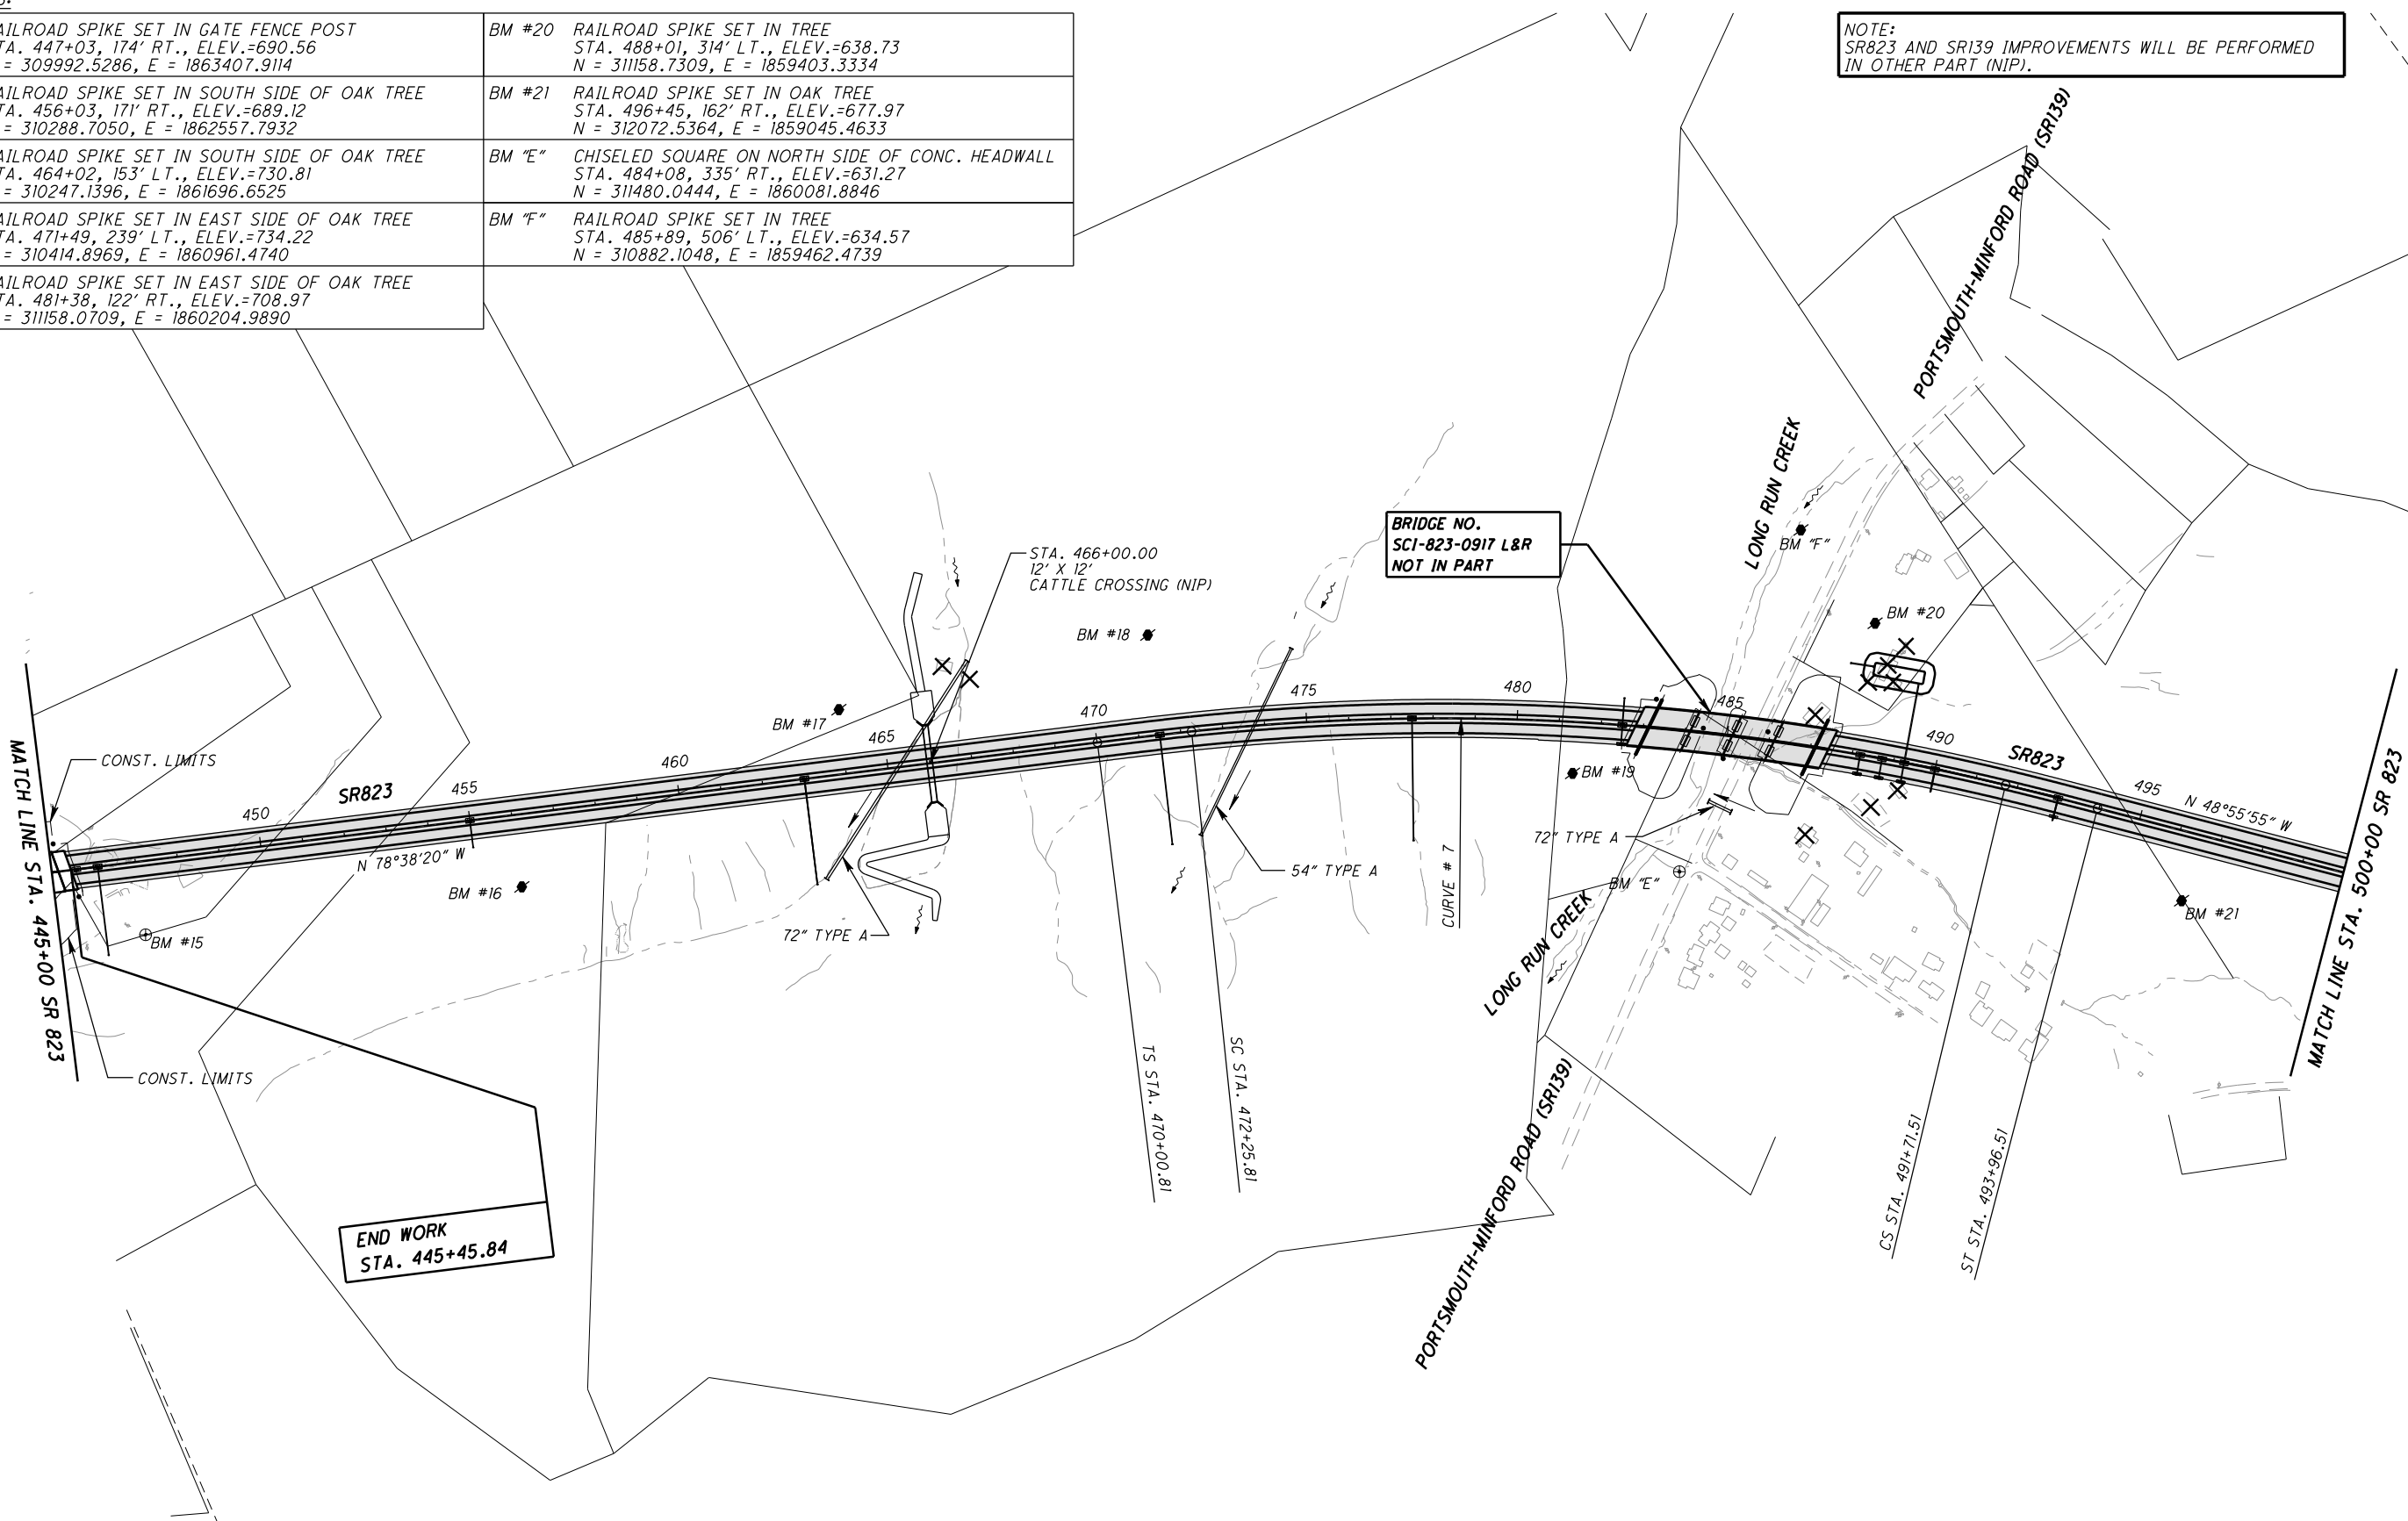 AILROAD SPIKE SET IN GATE FENCE POST
TA. 447+03, 174' RT., ELEV.=690.56
= 309992.5286, E = 1863407.9114
AILROAD SPIKE SET IN SOUTH SIDE OF OAK TREE
TA. 456+03, 171' RT., ELEV.=689.12
= 310288.7050, E = 1862557.7932
AILROAD SPIKE SET IN SOUTH SIDE OF OAK TREE
TA. 464+02, 153' LT., ELEV.=730.81
= 310247.1396, E = 1861696.6525
AILROAD SPIKE SET IN EAST SIDE OF OAK TREE
TA. 471+49, 239' LT., ELEV.=734.22
= 310414.8969, E = 1860961.4740
AILROAD SPIKE SET IN EAST SIDE OF OAK TREE
TA. 481+38, 122' RT., ELEV.=708.97
= 311158.0709, E = 1860204.9890
BM #20 RAILROAD SPIKE SET IN TREE
STA. 488+01, 314' LT., ELEV.=638.73
N = 311158.7309, E = 1859403.3334
BM #21 RAILROAD SPIKE SET IN OAK TREE
STA. 496+45, 162' RT., ELEV.=677.97
N = 312072.5364, E = 1859045.4633
BM "E" CHISELED SQUARE ON NORTH SIDE OF CONC. HEADWALL
STA. 484+08, 335' RT., ELEV.=631.27
N = 311480.0444, E = 1860081.8846
BM "F" RAILROAD SPIKE SET IN TREE
STA. 485+89, 506' LT., ELEV.=634.57
N = 310882.1048, E = 1859462.4739
NOTE:
SR823 AND SR139 IMPROVEMENTS WILL BE PERFORMED
IN OTHER PART (NIP).
PORTSMOUTH-MINFORD ROAD (SR139)
LONG RUN CREEK
BM "F"
BRIDGE NO.
SCI-823-0917 L&R
NOT IN PART
STA. 466+00.00
12' X 12'
CATTLE CROSSING (NIP)
BM #18
BM #20
BM #17
MATCH LINE STA. 445+00 SR 823
CONST. LIMITS
SR823
450
455
460
465
470
475
480
485
490
495
SR823
N 48°55'55" W
N 78°38'20" W
BM #19
BM #16
BM #15
72" TYPE A
54" TYPE A
72" TYPE A
CURVE # 7
BM "E"
BM #21
LONG RUN CREEK
MATCH LINE STA. 500+00 SR 823
CONST. LIMITS
TS STA. 470+00.81
SC STA. 472+25.81
CS STA. 491+71.51
ST STA. 493+96.51
PORTSMOUTH-MINFORD ROAD (SR139)
END WORK
STA. 445+45.84